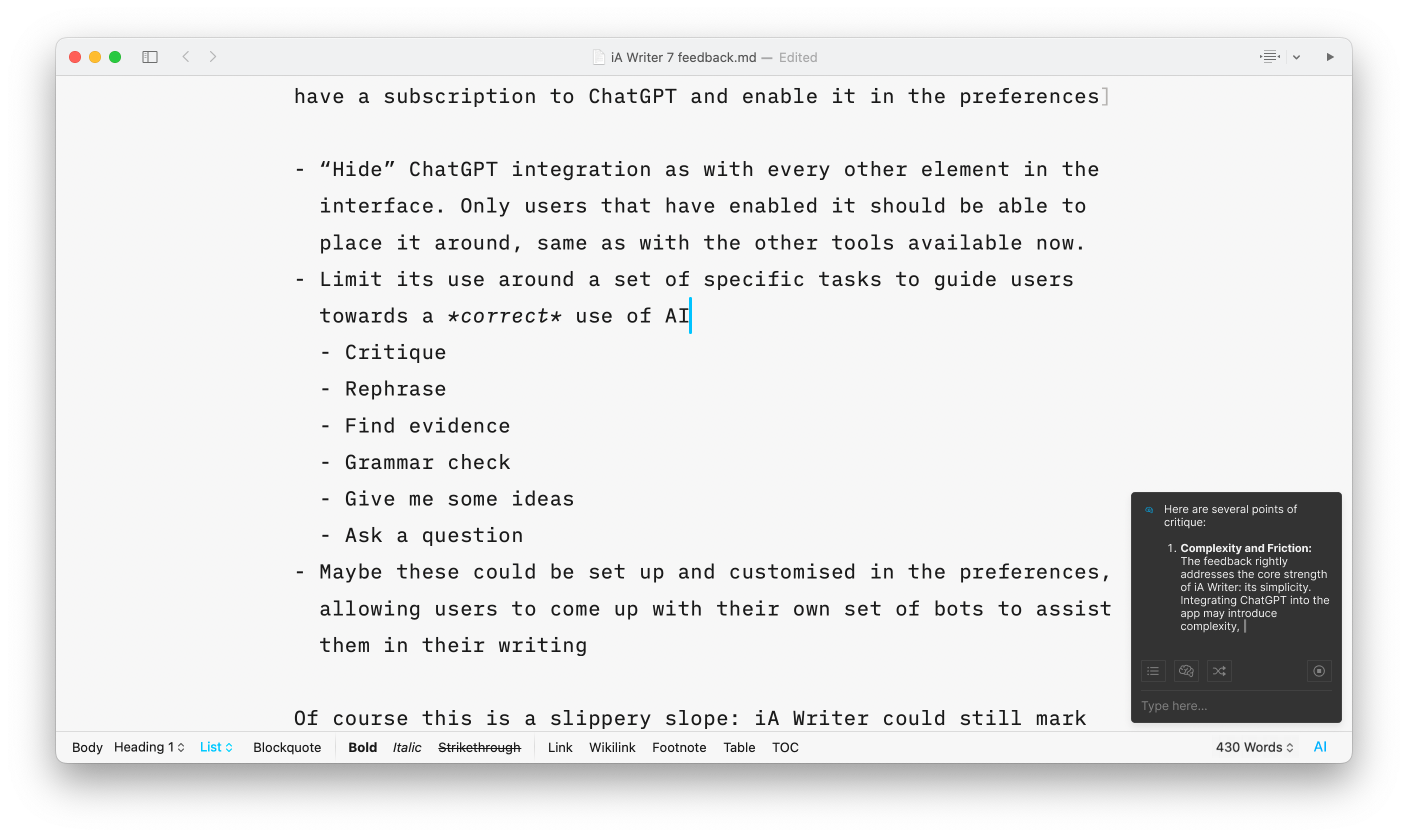 iA Writer 7 feedback.md — Edited
have a subscription to ChatGPT and enable it in the preferences]
- “Hide” ChatGPT integration as with every other element in the
interface. Only users that have enabled it should be able to
place it around, same as with the other tools available now.
- Limit its use around a set of specific tasks to guide users
towards a *correct* use of AI
- Critique
- Rephrase
- Find evidence
- Grammar check
- Give me some ideas
- Ask a question
- Maybe these could be set up and customised in the preferences,
allowing users to come up with their own set of bots to assist
them in their writing
Of course this is a slippery slope: iA Writer could still mark
Here are several points of
critique:
1. Complexity and Friction:
The feedback rightly
addresses the core strength
of iA Writer: its simplicity.
Integrating ChatGPT into the
app may introduce
complexity,
Type here...
Body Heading 1 List Blockquote Bold Italic Strikethrough Link Wikilink Footnote Table TOC 430 Words AI